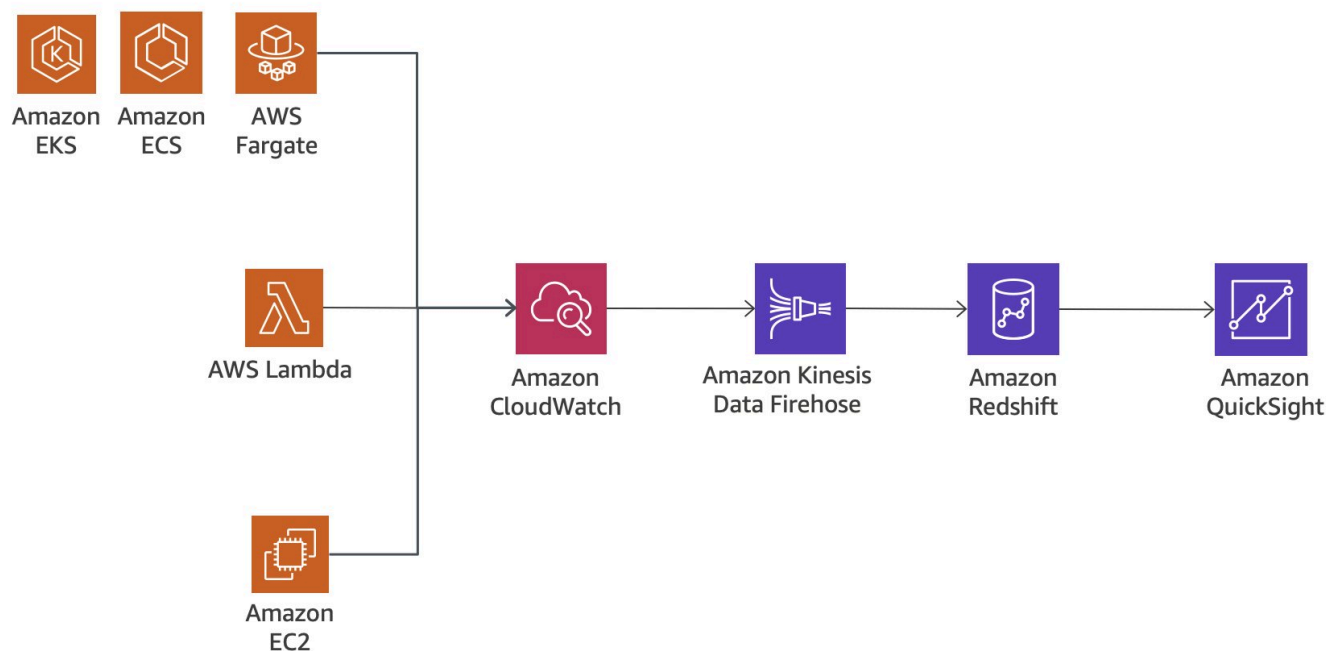 Amazon
EKS
Amazon
ECS
AWS
Fargate
AWS Lambda
Amazon
CloudWatch
Amazon Kinesis
Data Firehose
Amazon
Redshift
Amazon
QuickSight
Amazon
EC2